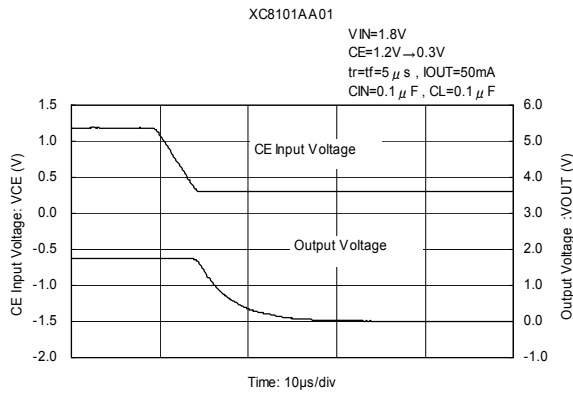 XC8101AA01
VIN=1.8V
CE=1.2V→0.3V
tr=tf=5μs , IOUT=50mA
CIN=0.1μF , CL=0.1μF
1.5
1.0
0.5
0.0
-0.5
-1.0
-1.5
-2.0
CE Input Voltage: VCE (V)
CE Input Voltage
Output Voltage
6.0
5.0
4.0
3.0
2.0
1.0
0.0
-1.0
Output Voltage :VOUT (V)
Time: 10μs/div